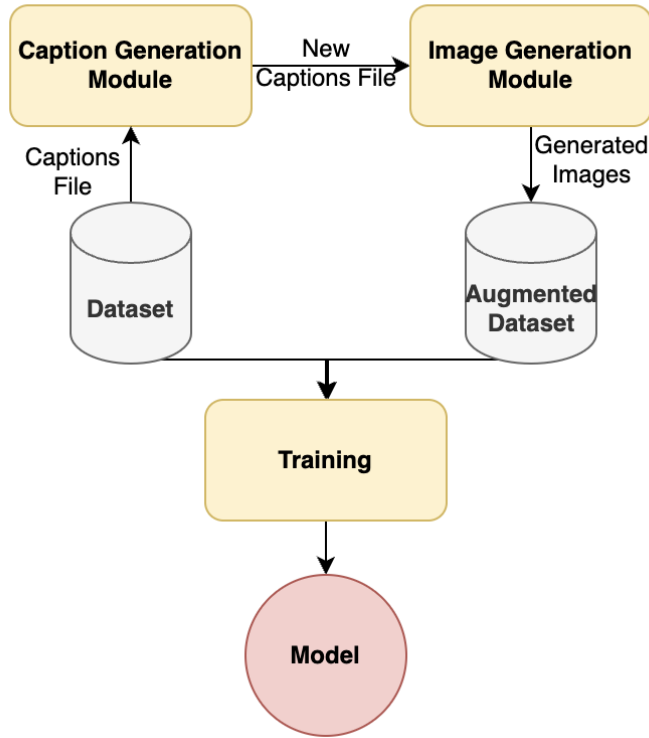 Caption Generation
Module
New
Captions File
Image Generation
Module
Captions
File
Generated
Images
Dataset
Augmented
Dataset
Training
Model